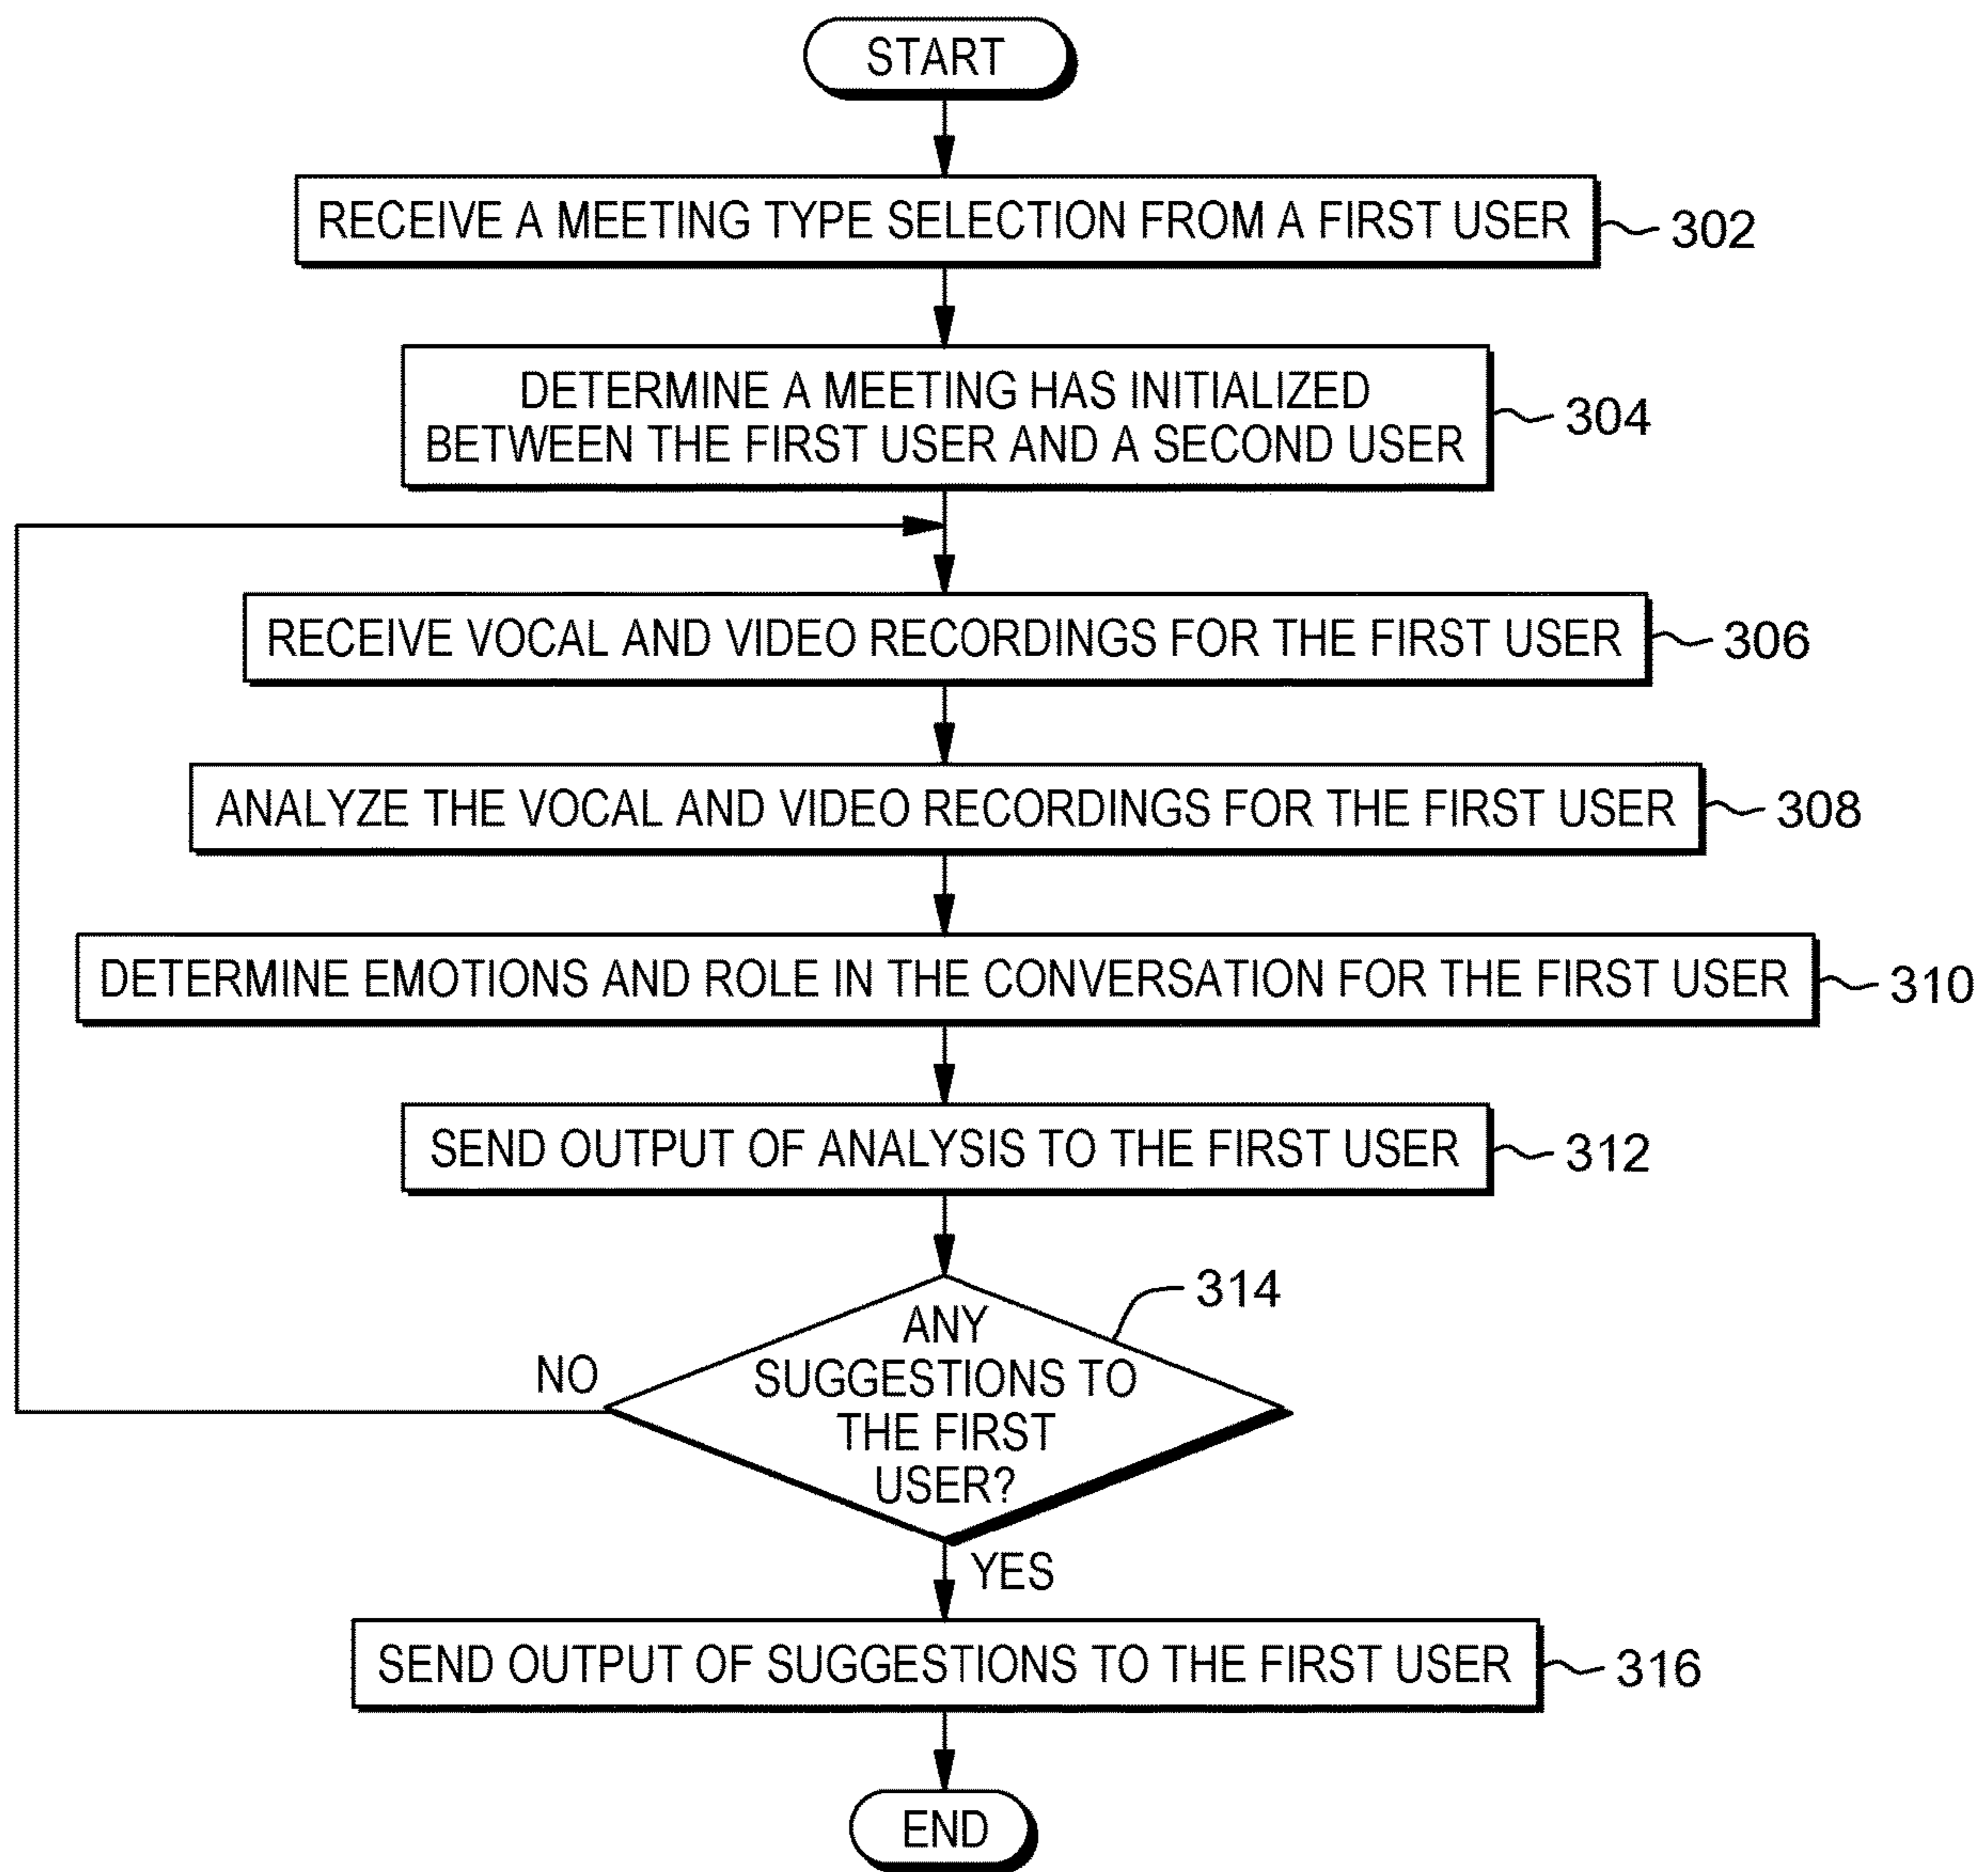 START
RECEIVE A MEETING TYPE SELECTION FROM A FIRST USER
302
DETERMINE A MEETING HAS INITIALIZED
BETWEEN THE FIRST USER AND A SECOND USER
304
RECEIVE VOCAL AND VIDEO RECORDINGS FOR THE FIRST USER
306
ANALYZE THE VOCAL AND VIDEO RECORDINGS FOR THE FIRST USER
308
DETERMINE EMOTIONS AND ROLE IN THE CONVERSATION FOR THE FIRST USER
310
SEND OUTPUT OF ANALYSIS TO THE FIRST USER
312
314
ANY
SUGGESTIONS TO
THE FIRST
USER?
NO
YES
SEND OUTPUT OF SUGGESTIONS TO THE FIRST USER
316
END